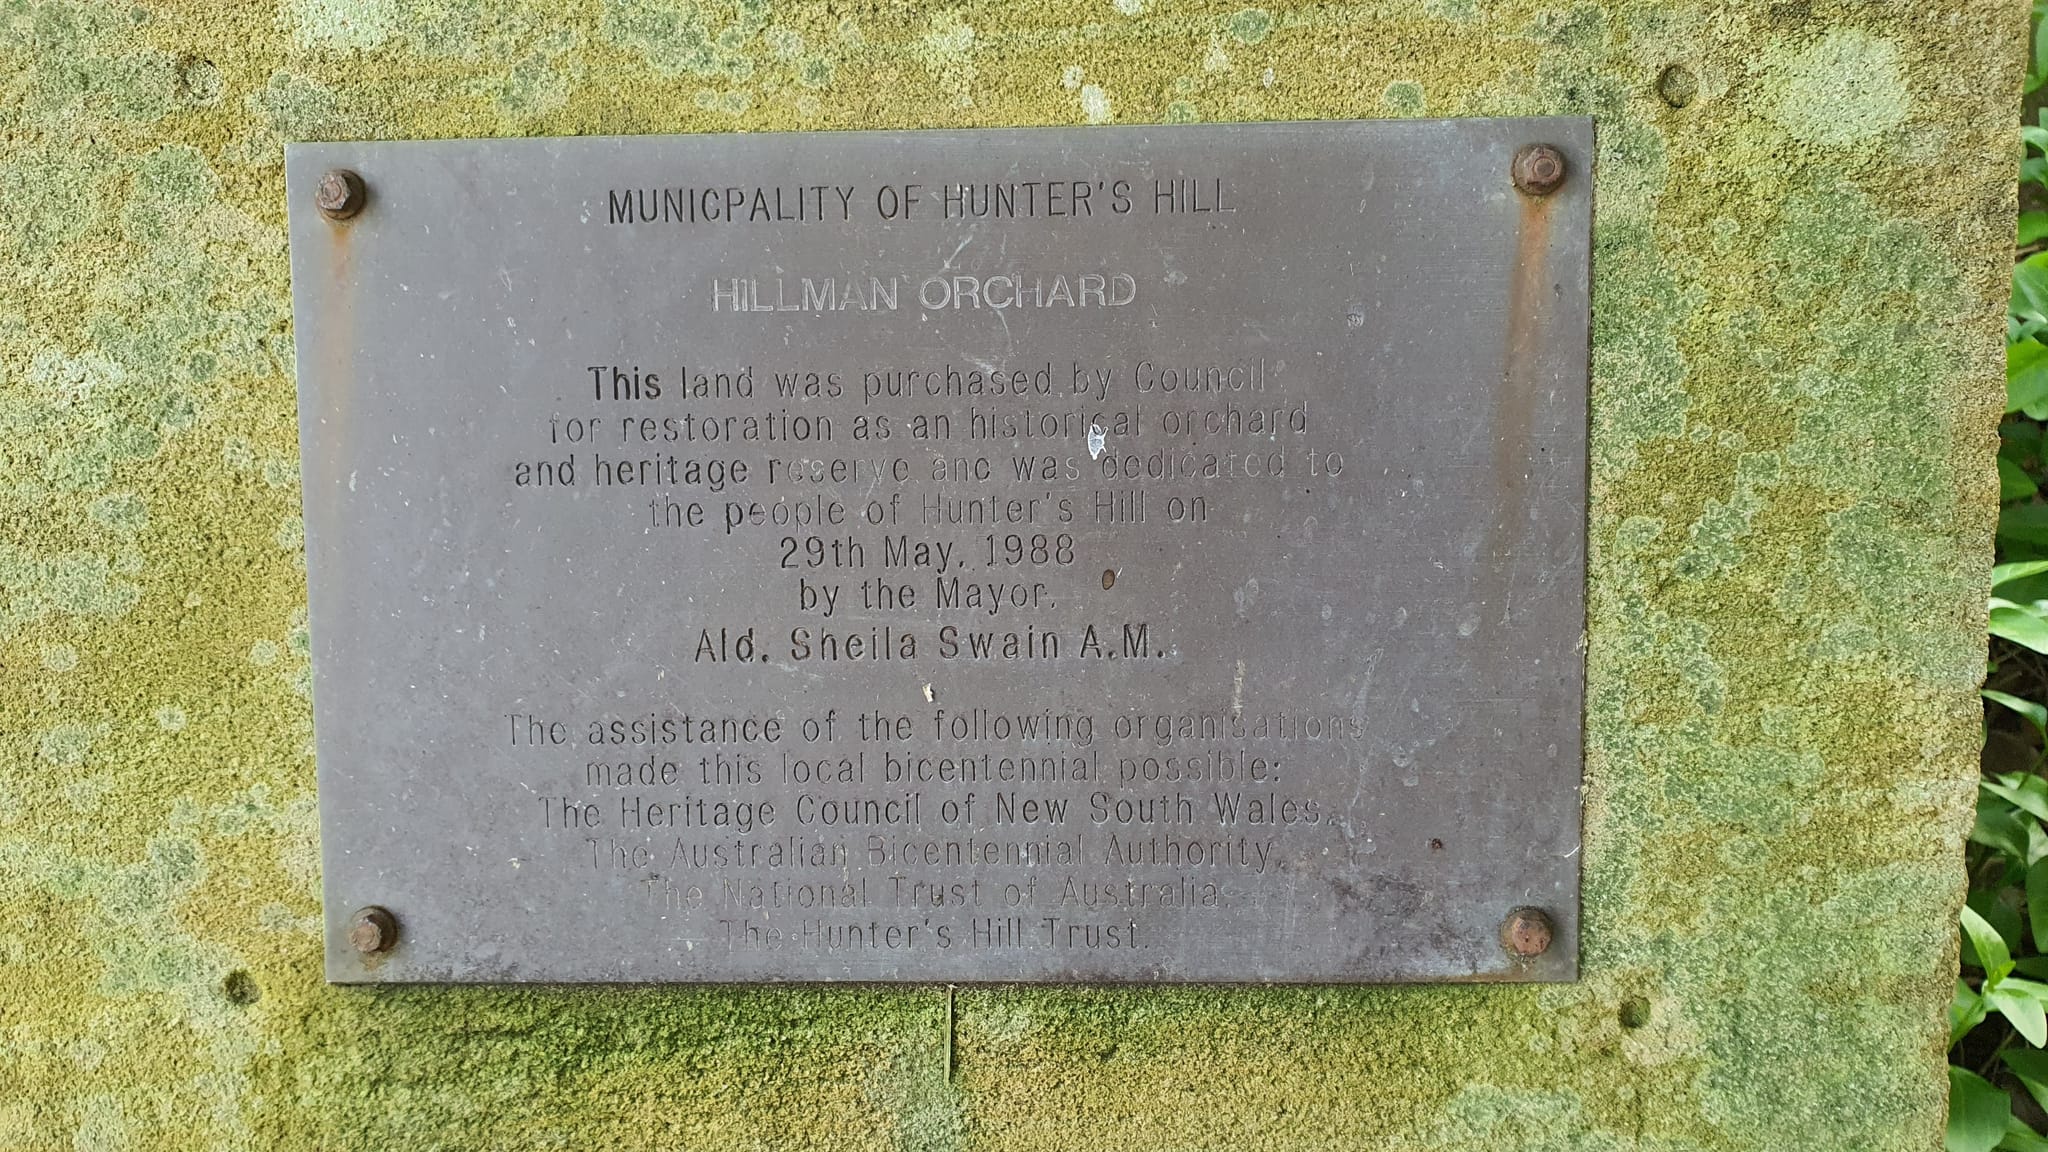 MUNICPALITY OF HUNTER'S HILL
HILLMAN ORCHARD
This land was purchased by Council
for restoration as an historical orchard
and heritage reserve and was dedicated to
the people of Hunter's Hill on
29th May, 1988
by the Mayor,
Ald. Sheila Swain A.M.
The assistance of the following organisations
made this local bicentennial possible:
The Heritage Council of New South Wales,
The Australian Bicentennial Authority,
The National Trust of Australia,
The Hunter's Hill Trust.